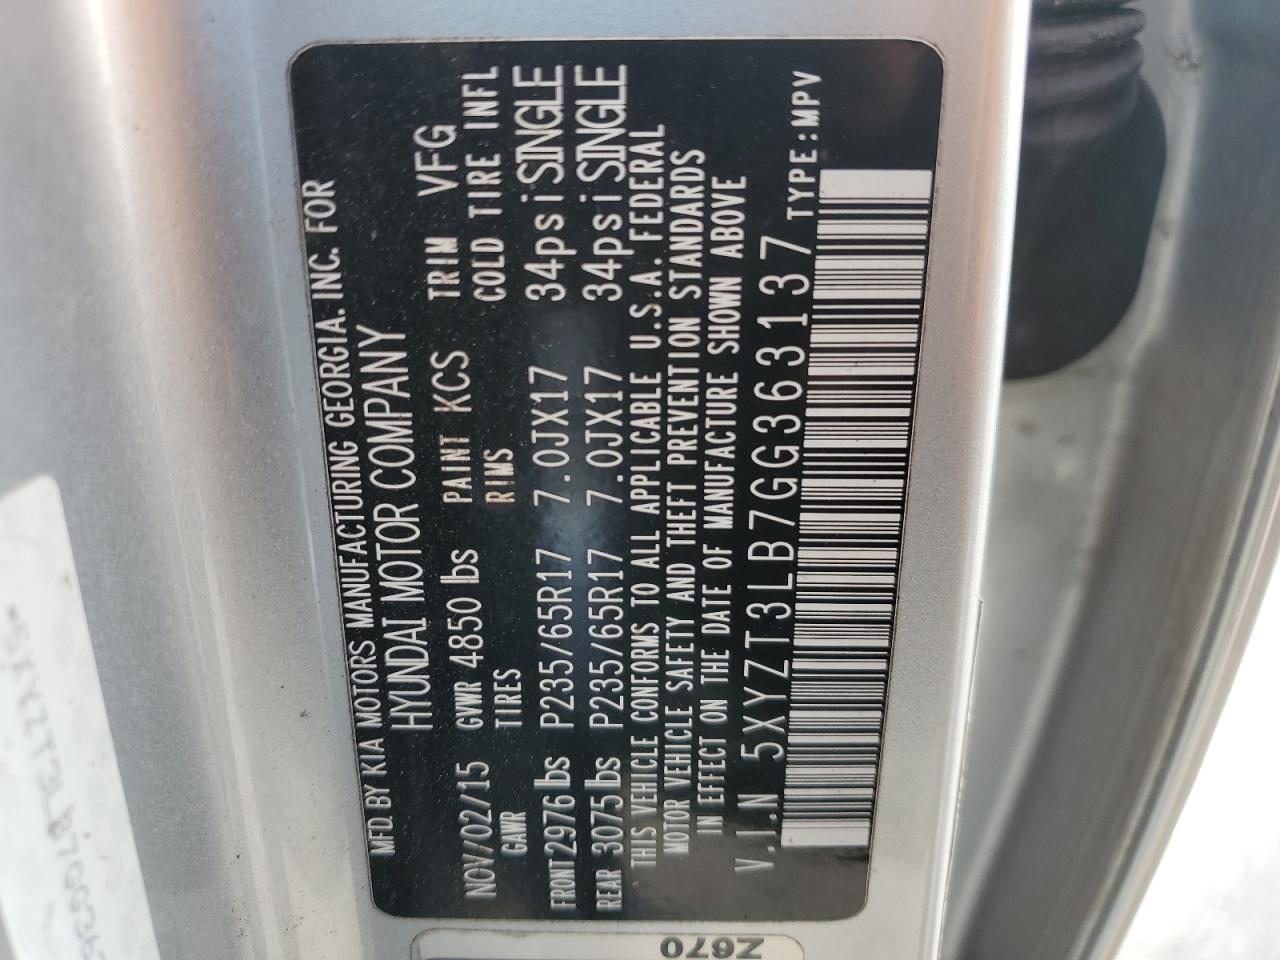 MFD. BY KIA MOTORS MANUFACTURING GEORGIA. INC. FOR
HYUNDAI MOTOR COMPANY
NOV/02/15 GVWR 4850 lbs PAINT KCS TRIM VFG
GAWR TIRES RIMS COLD TIRE INFL
FRONT 2976 lbs P235/65R17 7.0JX17 34psi SINGLE
REAR 3075 lbs P235/65R17 7.0JX17 34psi SINGLE
THIS VEHICLE CONFORMS TO ALL APPLICABLE U.S.A. FEDERAL
MOTOR VEHICLE SAFETY AND THEFT PREVENTION STANDARDS
IN EFFECT ON THE DATE OF MANUFACTURE SHOWN ABOVE
V.I.N 5XYZT3LB7GG363137 TYPE:MPV
Z670